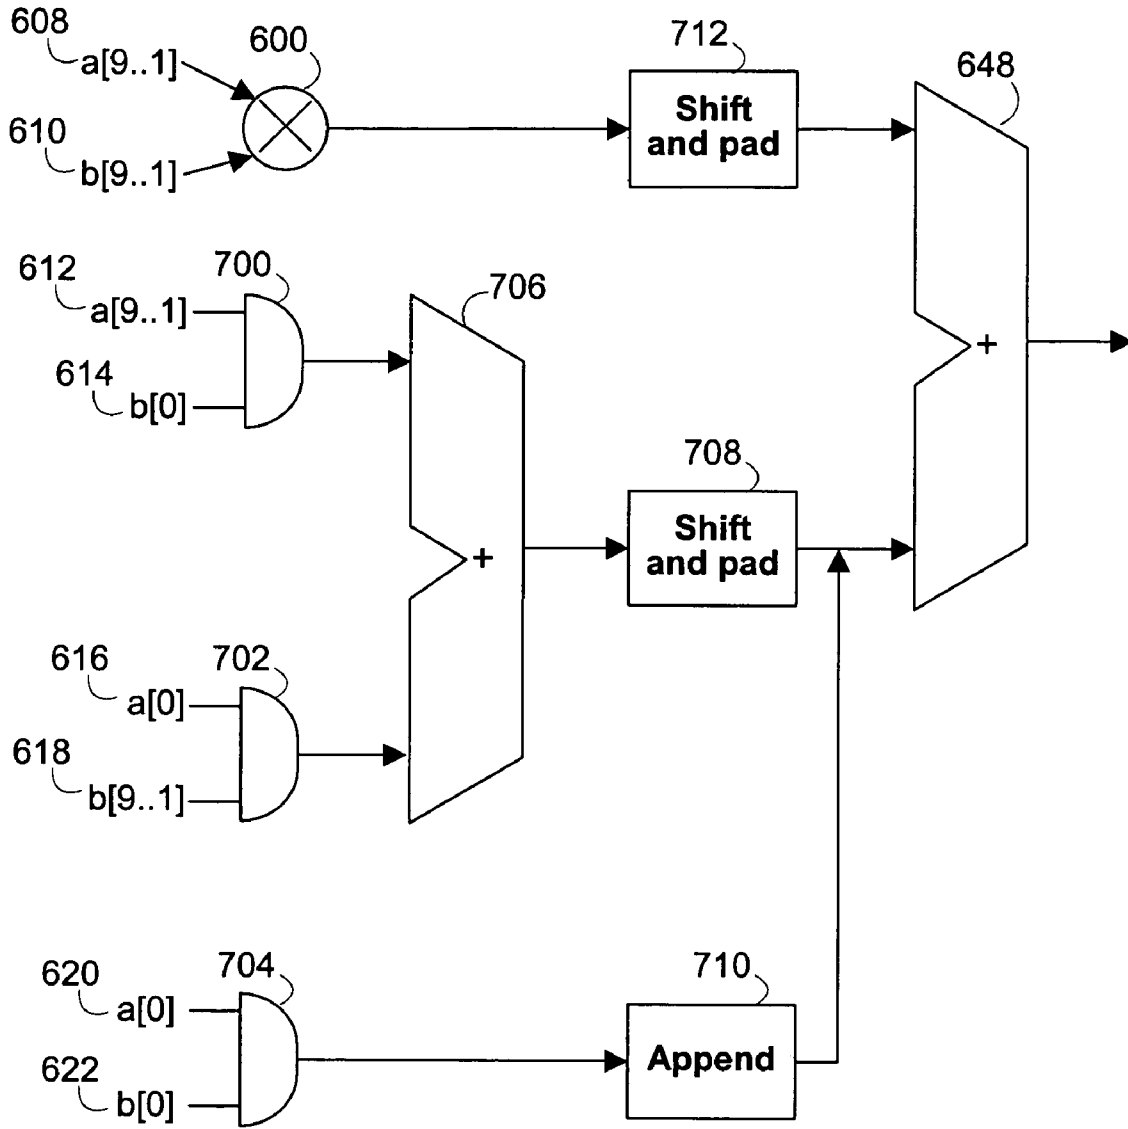 608
a[9..1]
600
712
648
Shift
and pad
610
b[9..1]
612
a[9..1]
700
706
614
b[0]
+
708
Shift
and pad
+
616
a[0]
702
618
b[9..1]
620
a[0]
704
710
Append
622
b[0]